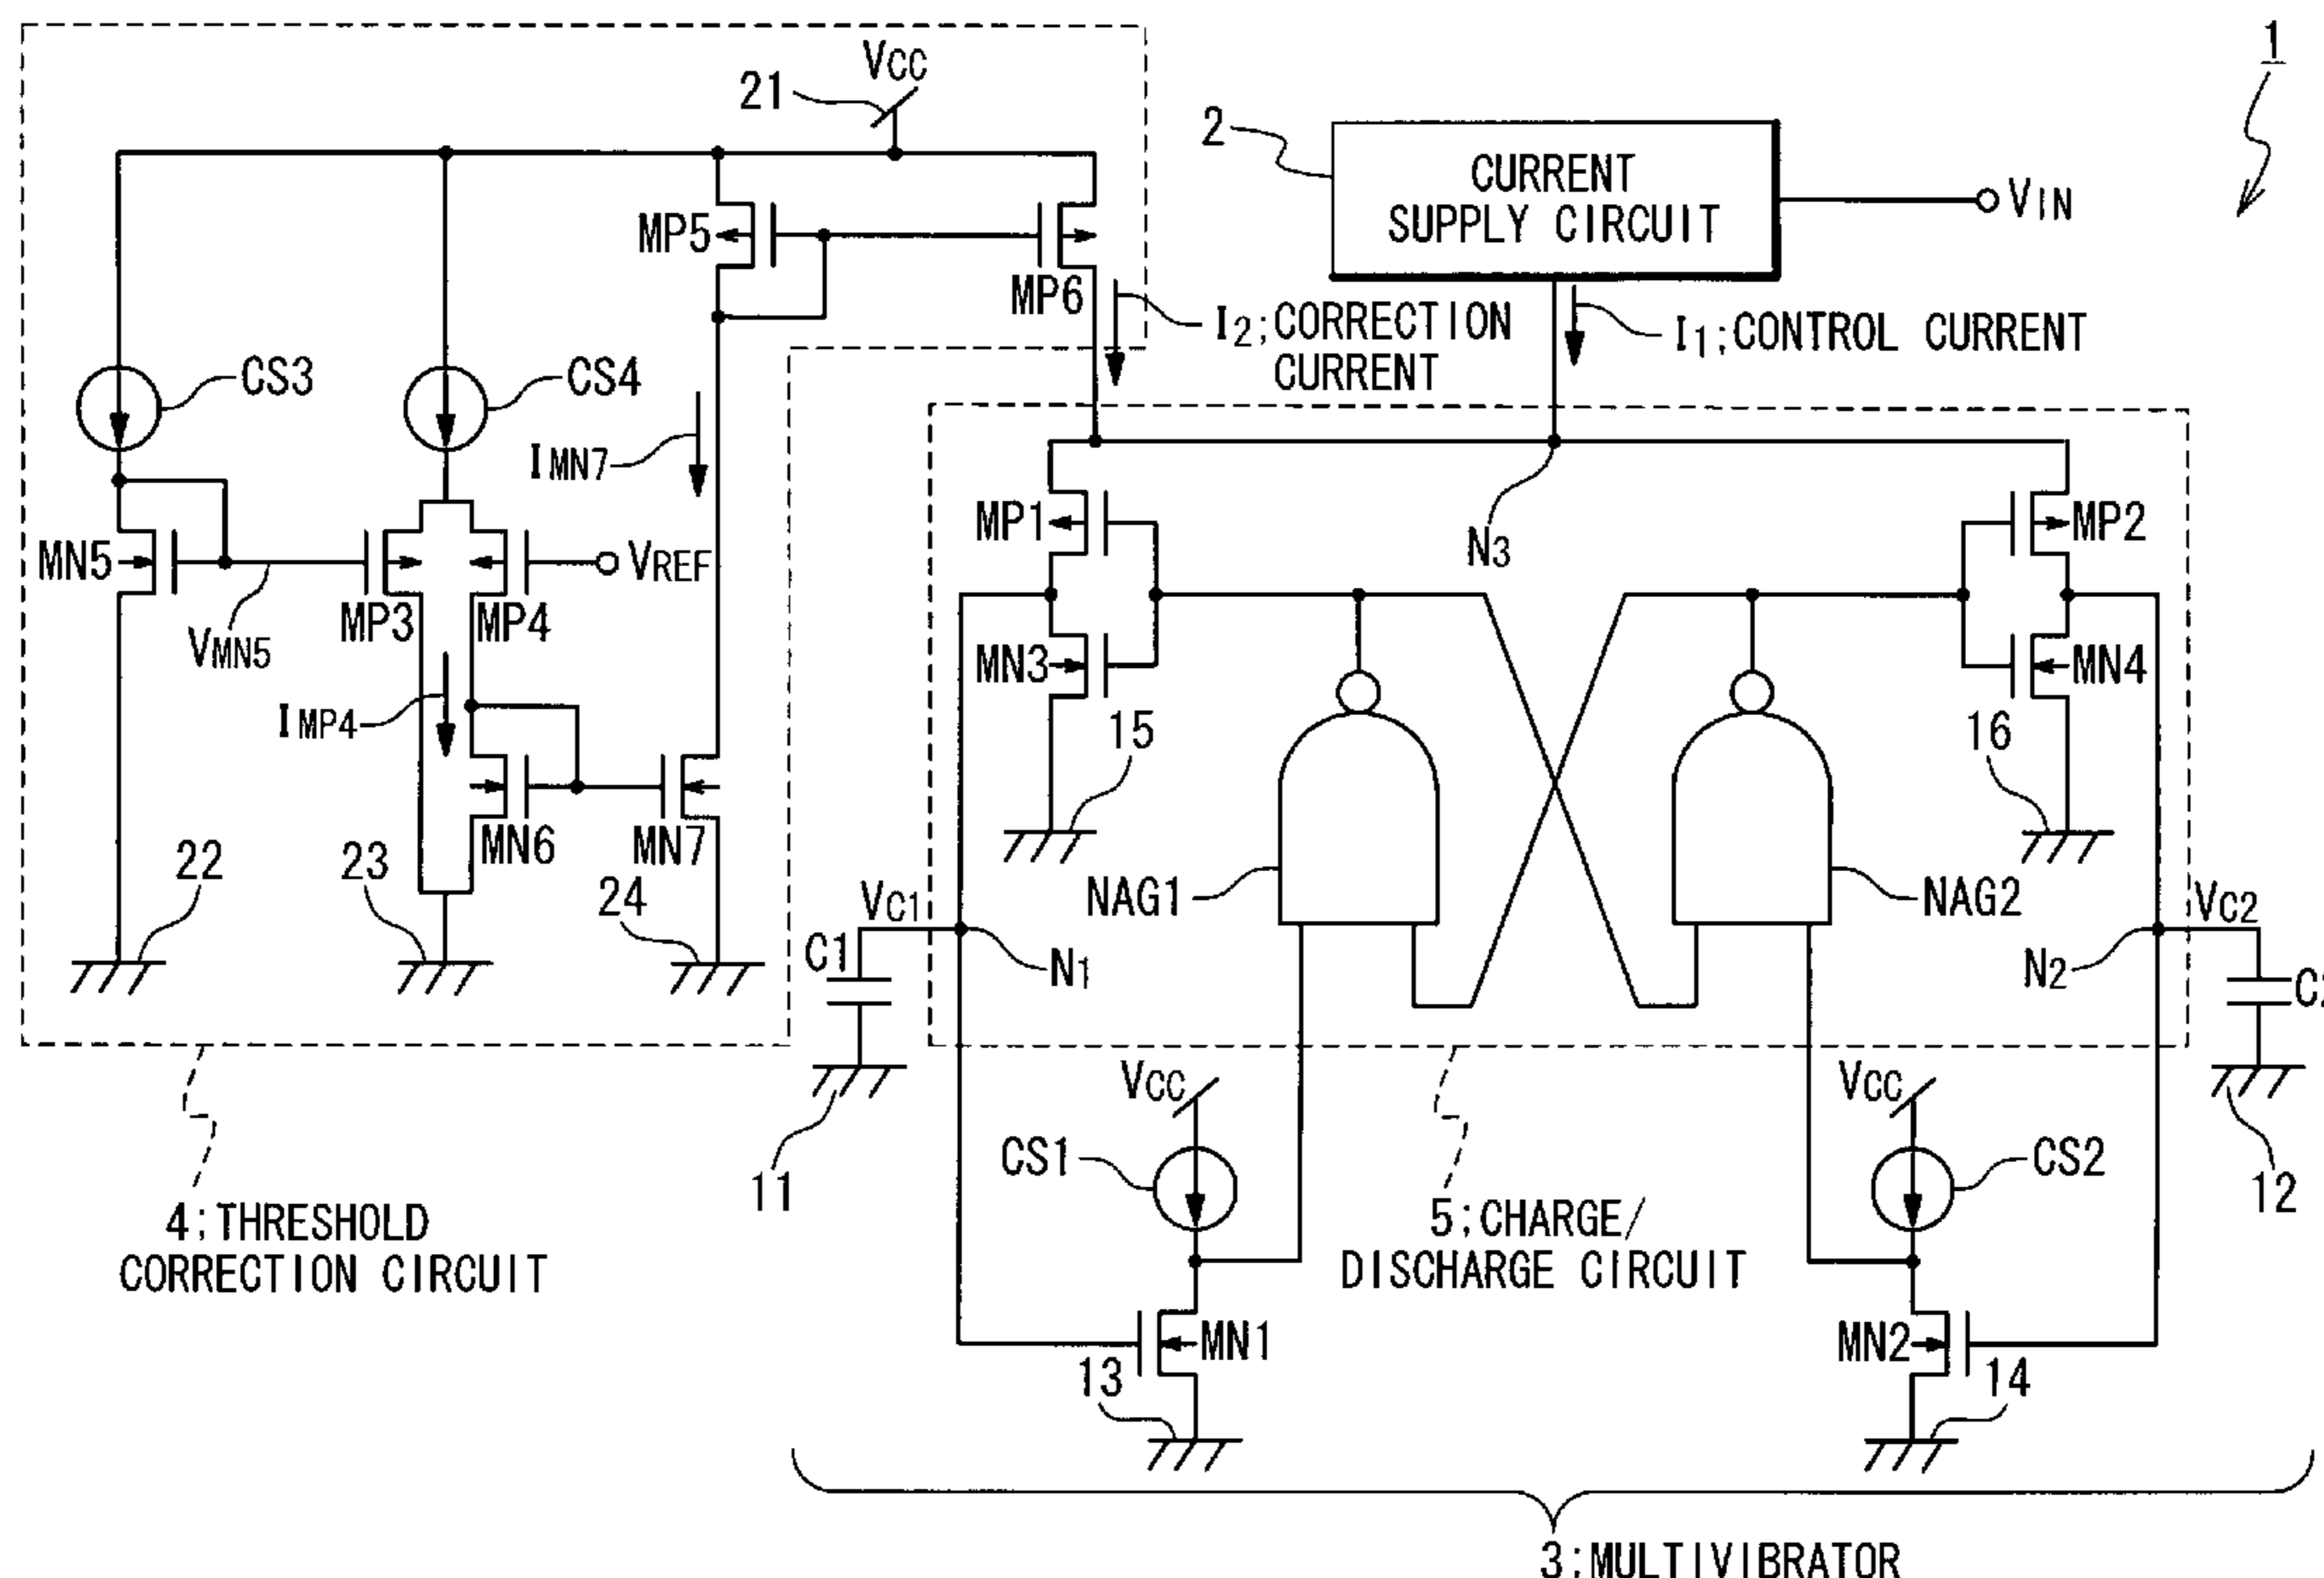 1
VCC
21
2
CURRENT
SUPPLY CIRCUIT
VIN
MP5
MP6
I2;CORRECTION
CURRENT
I1;CONTROL CURRENT
CS3
CS4
IMN7
MN5
VREF
MP1
N3
MP2
MP3
MP4
VMN5
MN3
MN4
IMP4
15
16
MN6
MN7
22
23
24
NAG1
NAG2
VC1
VC2
C1
N1
N2
VCC
VCC
11
CS1
CS2
12
4;THRESHOLD
CORRECTION CIRCUIT
5;CHARGE/
DISCHARGE CIRCUIT
MN1
MN2
13
14
3;MULTIVIBRATOR